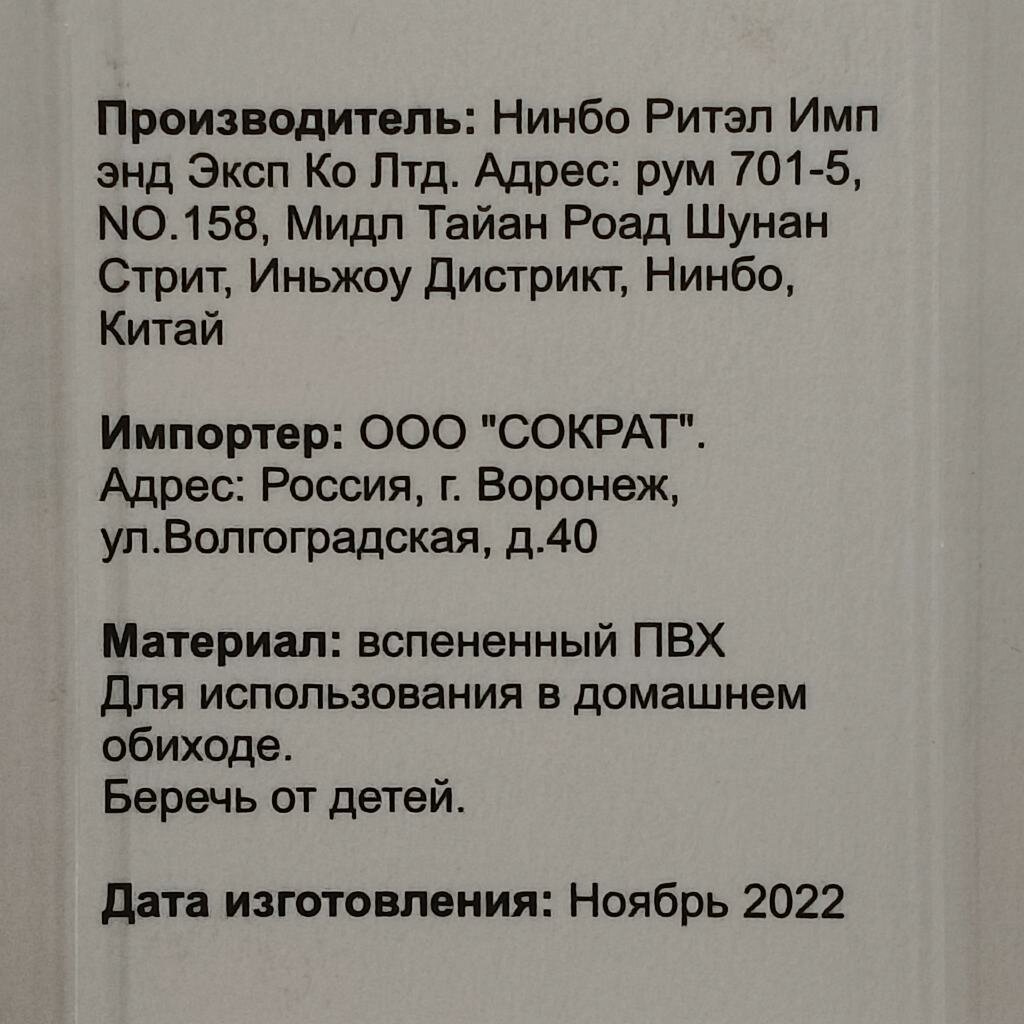 Производитель: Нинбо Ритэл Имп
энд Эксп Ко Лтд. Адрес: рум 701-5,
NO.158, Мидл Тайан Роад Шунан
Стрит, Иньжоу Дистрикт, Нинбо,
Китай
Импортер: ООО "СОКРАТ".
Адрес: Россия, г. Воронеж,
ул.Волгоградская, д.40
Материал: вспененный ПВХ
Для использования в домашнем
обиходе.
Беречь от детей.
Дата изготовления: Ноябрь 2022